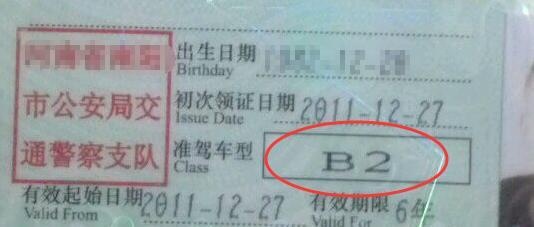 出生日期
Birthday
市公安局交
初次领证日期 2011-12-27
Issue Date
通警察支队
准驾车型 B2
Class
有效起始日期 2011-12-27 有效期限 6年
Valid From Valid For